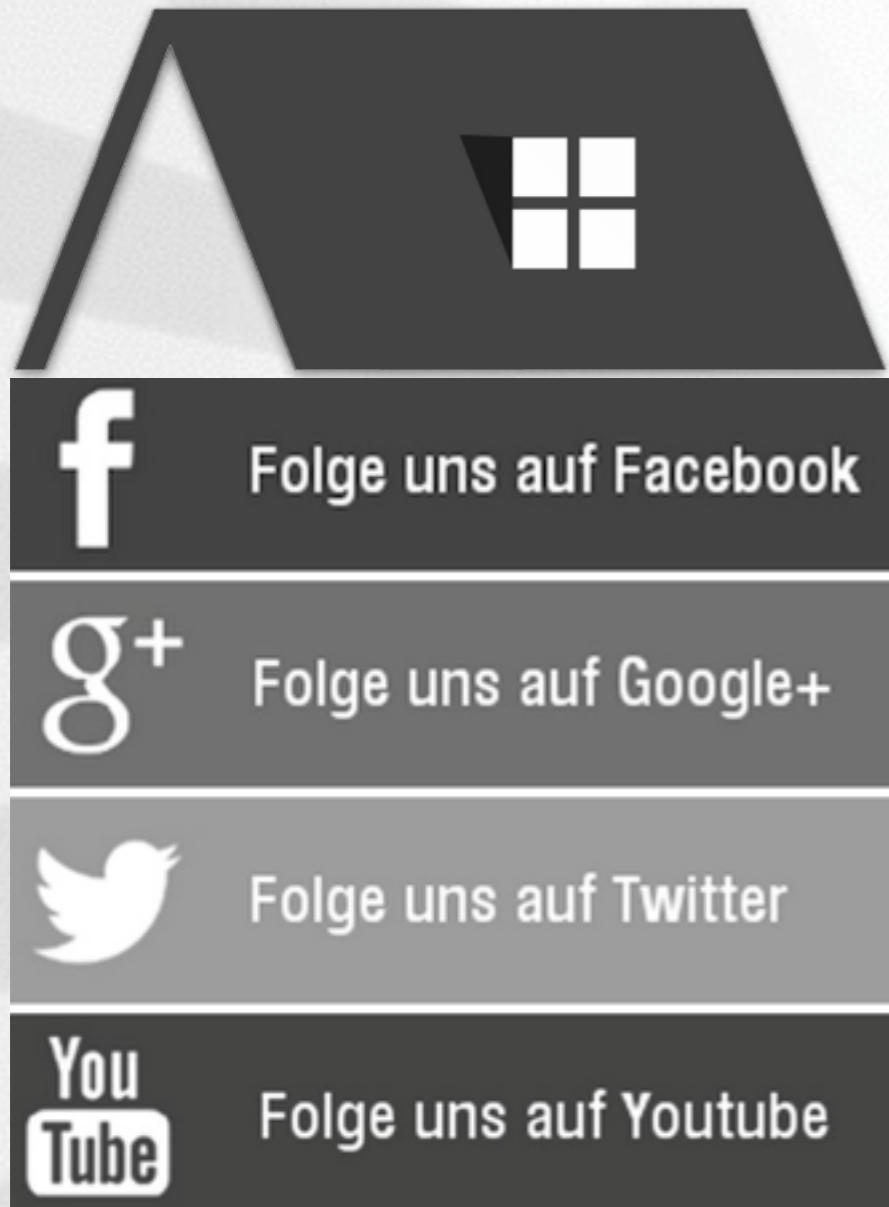 f Folge uns auf Facebook
g+ Folge uns auf Google+
Folge uns auf Twitter
You
Tube Folge uns auf Youtube